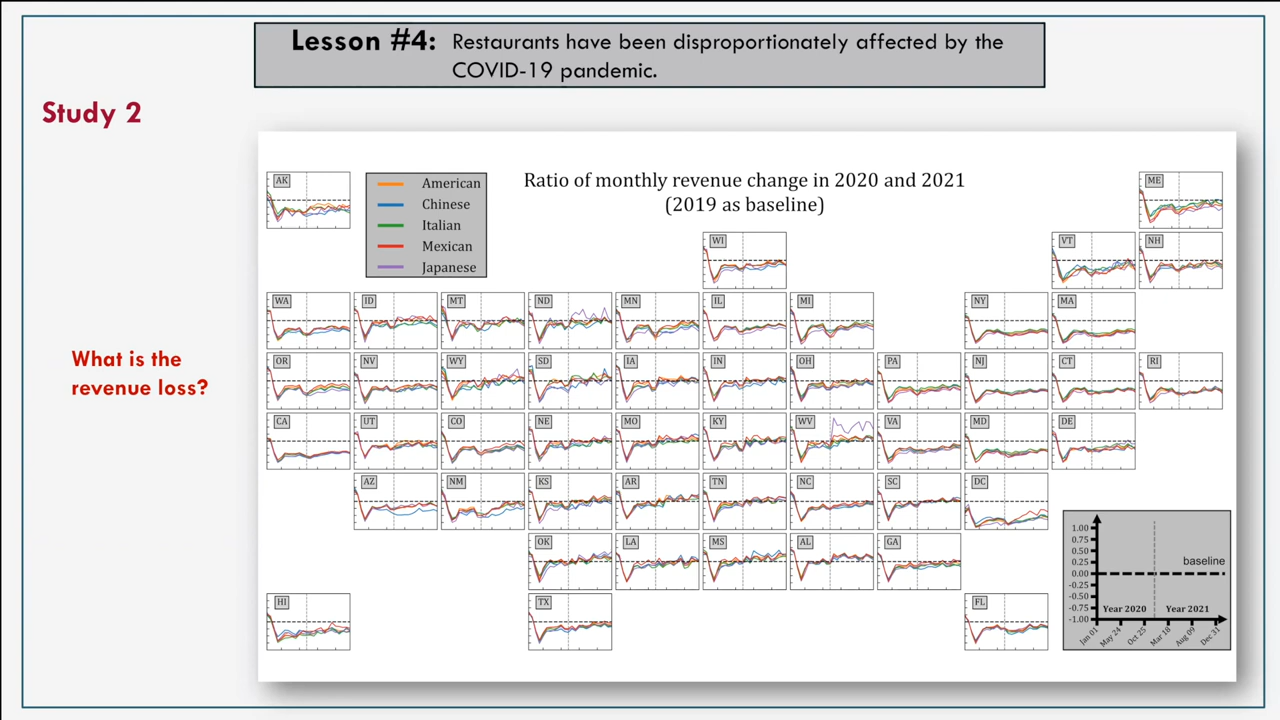 Lesson #4: Restaurants have been disproportionately affected by the
COVID-19 pandemic.
Study 2
What is the
revenue loss?
Ratio of monthly revenue change in 2020 and 2021
(2019 as baseline)
American
Chinese
Italian
Mexican
Japanese
AK
ME
WI
VT
NH
WA
ID
MT
ND
MN
IL
MI
NY
MA
OR
NV
WY
SD
IA
IN
OH
PA
NJ
CT
RI
CA
UT
CO
NE
MO
KY
WV
VA
MD
DE
AZ
NM
KS
AR
TN
NC
SC
DC
OK
LA
MS
AL
GA
HI
TX
FL
1.00
0.75
0.50
0.25
0.00
-0.25
-0.50
-0.75
-1.00
baseline
Year 2020
Year 2021
Jan 01
May 24
Oct 25
Mar 18
Aug 09
Dec 31